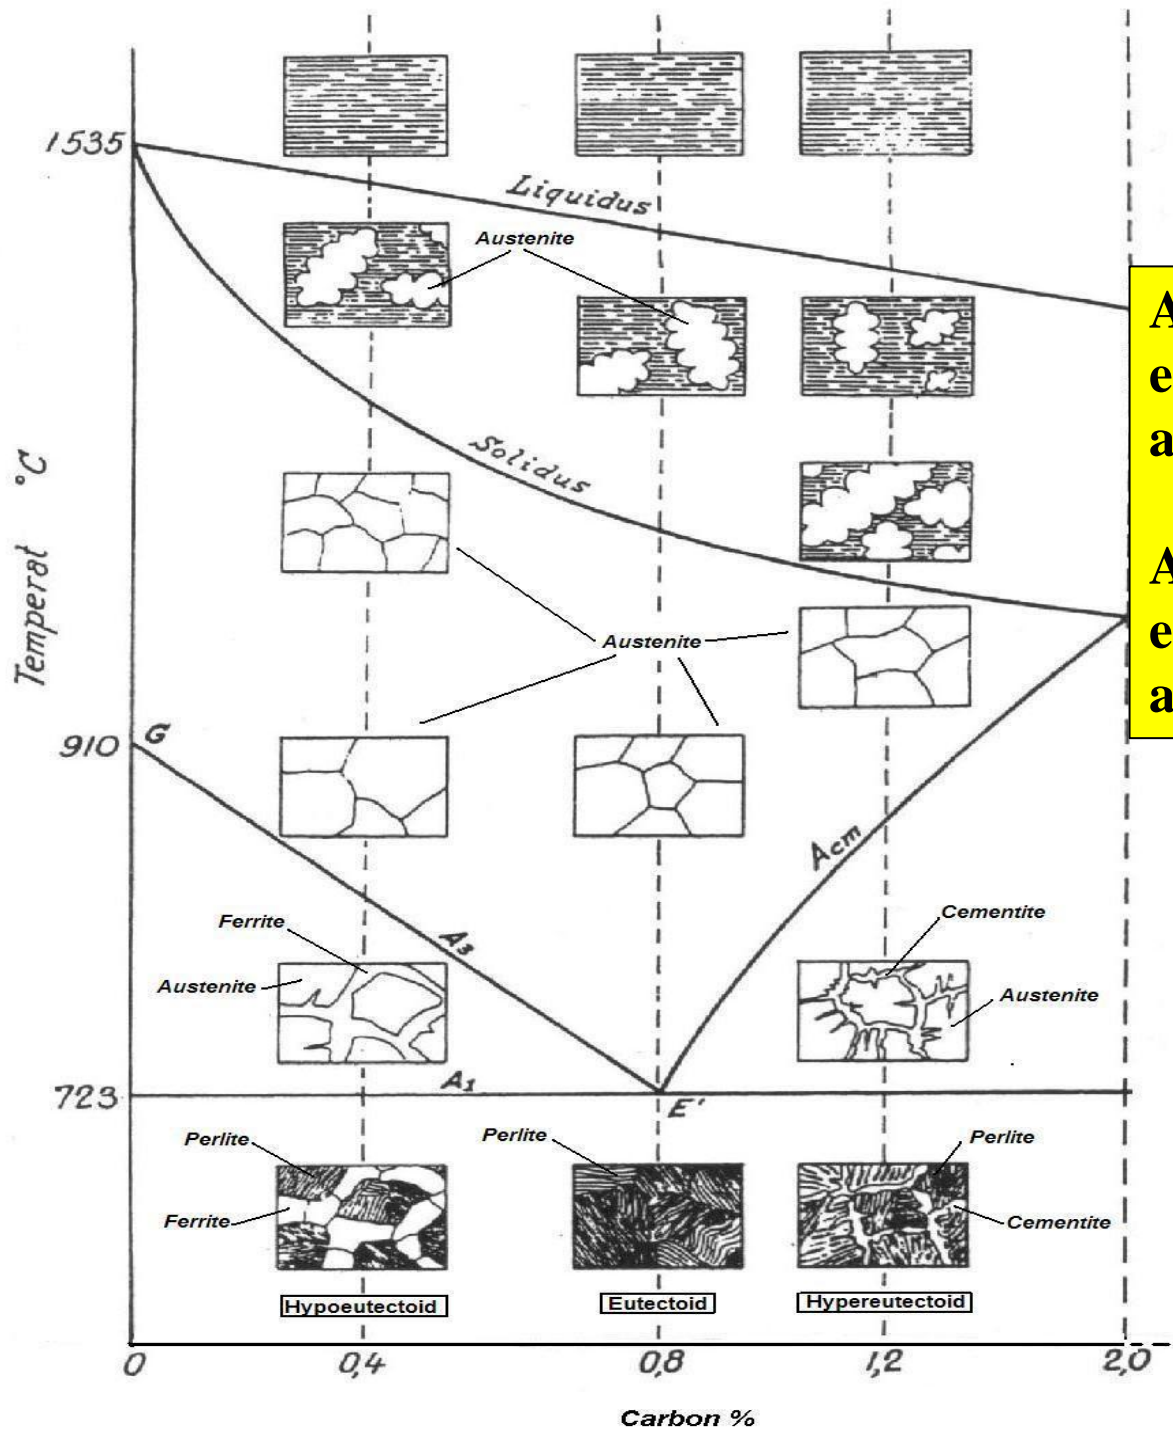 1535
Liquidus
Austenite
A
e
a
Solidus
Temperat °C
A
e
a
Austenite
910
G
Acm
Ferrite
A3
Cementite
Austenite
Austenite
723
A1
E'
Perlite
Perlite
Perlite
Ferrite
Cementite
Hypoeutectoid
Eutectoid
Hypereutectoid
0
0,4
0,8
1,2
2,0
Carbon %